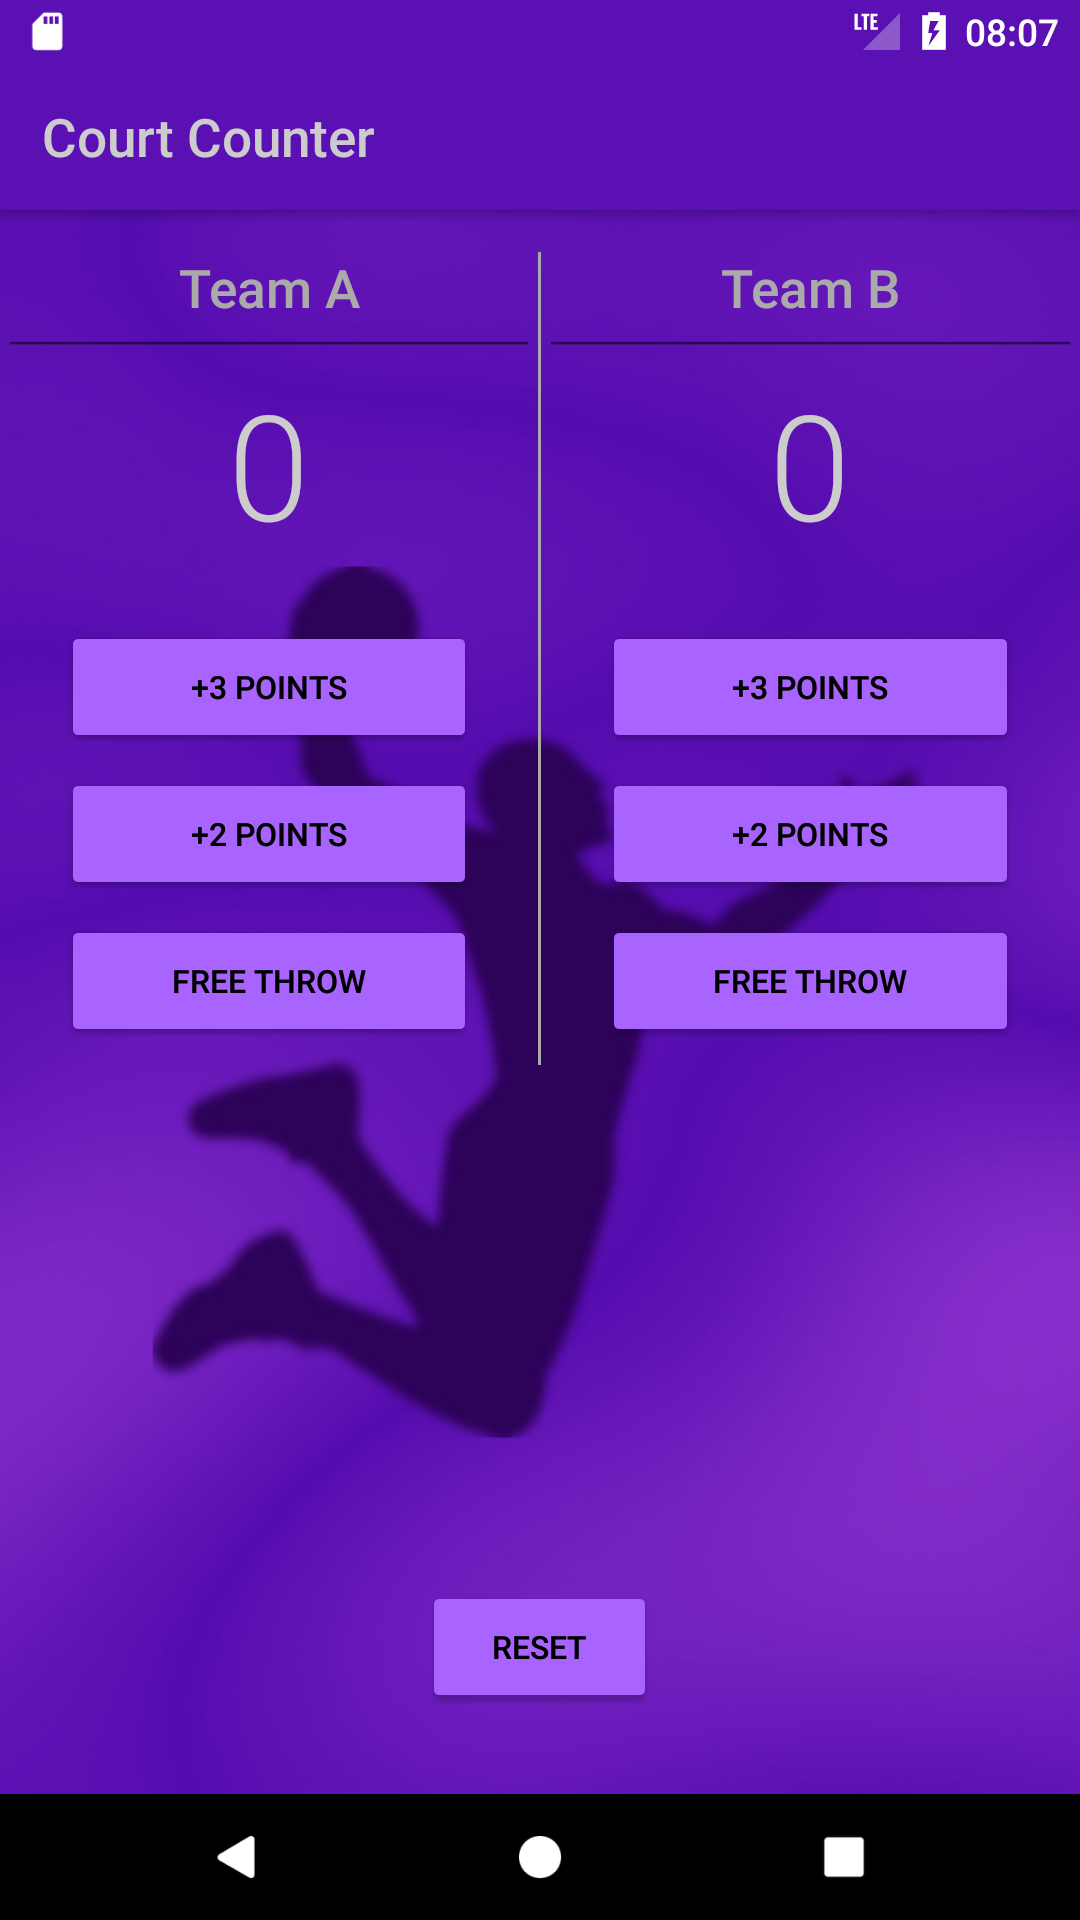 LTE 08:07
Court Counter
Team A Team B
0 0
+3 POINTS +3 POINTS
+2 POINTS +2 POINTS
FREE THROW FREE THROW
RESET